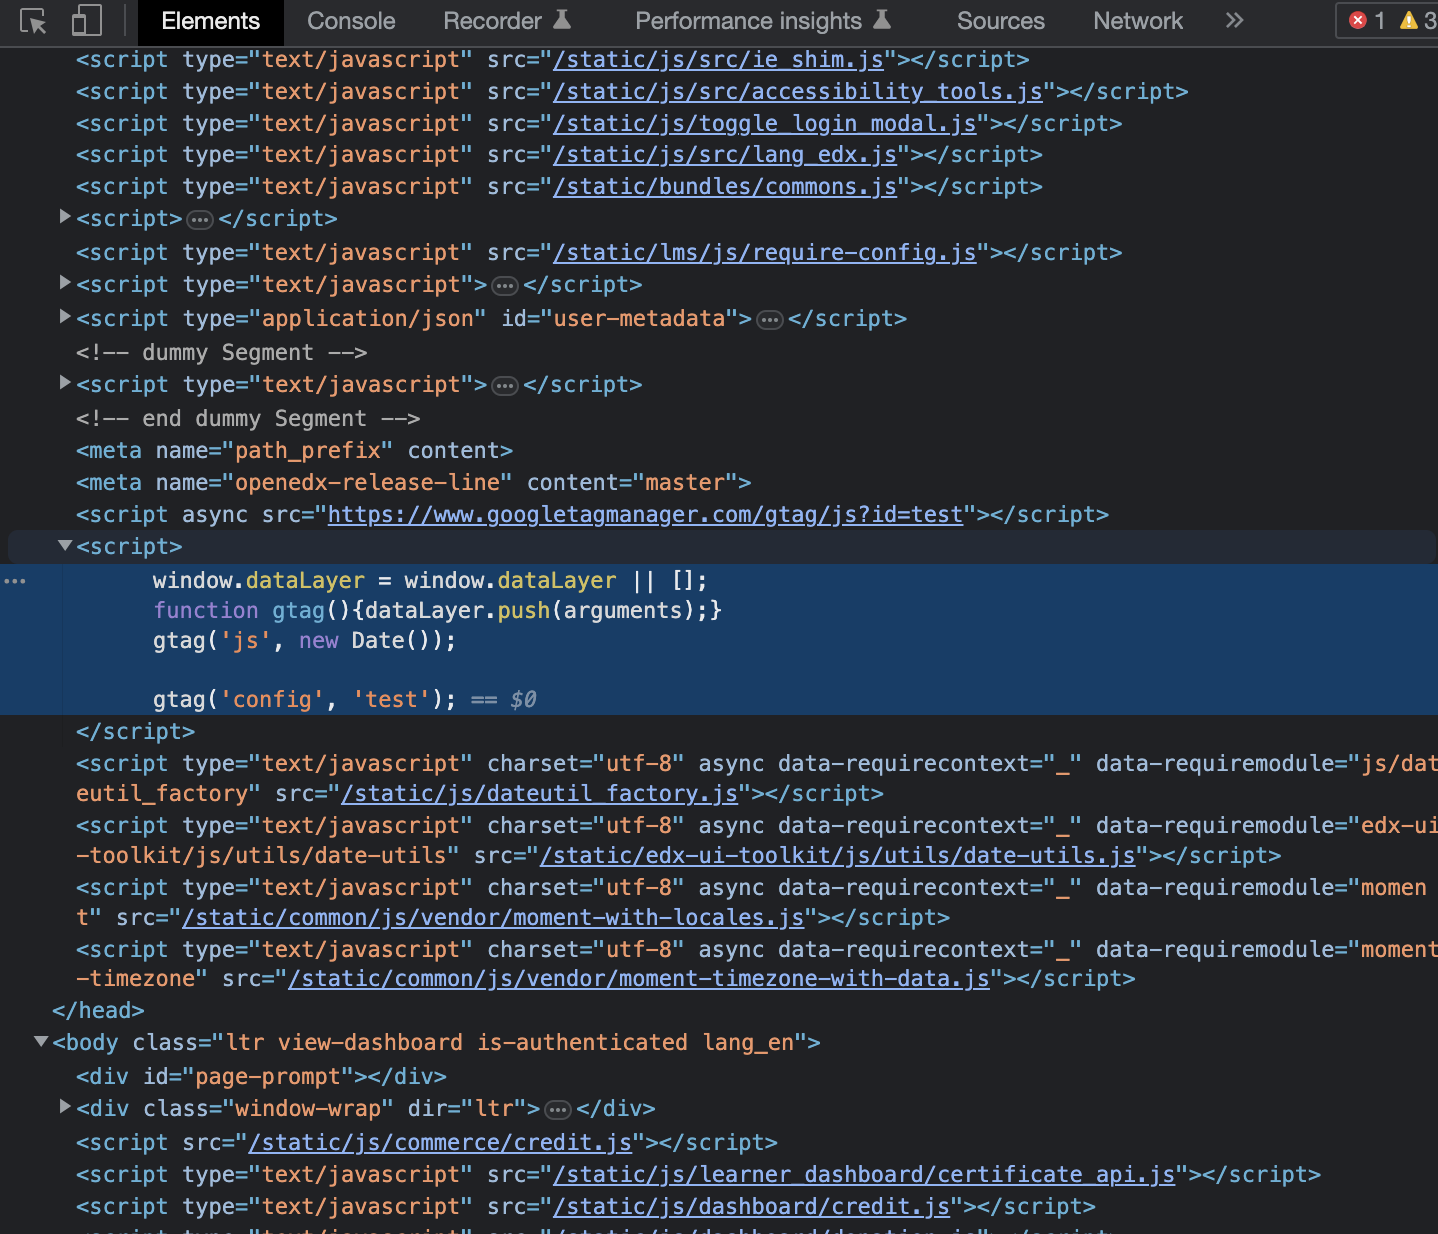 Elements Console Recorder Performance insights Sources Network » 1 3
<script type="text/javascript" src="/static/js/src/ie_shim.js"></script>
<script type="text/javascript" src="/static/js/src/accessibility_tools.js"></script>
<script type="text/javascript" src="/static/js/toggle_login_modal.js"></script>
<script type="text/javascript" src="/static/js/src/lang_edx.js"></script>
<script type="text/javascript" src="/static/bundles/commons.js"></script>
<script>…</script>
<script type="text/javascript" src="/static/lms/js/require-config.js"></script>
<script type="text/javascript">…</script>
<script type="application/json" id="user-metadata">…</script>
<!-- dummy Segment -->
<script type="text/javascript">…</script>
<!-- end dummy Segment -->
<meta name="path_prefix" content>
<meta name="openedx-release-line" content="master">
<script async src="https://www.googletagmanager.com/gtag/js?id=test"></script>
<script>
window.dataLayer = window.dataLayer || [];
function gtag(){dataLayer.push(arguments);}
gtag('js', new Date());
gtag('config', 'test'); == $0
</script>
<script type="text/javascript" charset="utf-8" async data-requirecontext="_" data-requiremodule="js/dat
eutil_factory" src="/static/js/dateutil_factory.js"></script>
<script type="text/javascript" charset="utf-8" async data-requirecontext="_" data-requiremodule="edx-ui
-toolkit/js/utils/date-utils" src="/static/edx-ui-toolkit/js/utils/date-utils.js"></script>
<script type="text/javascript" charset="utf-8" async data-requirecontext="_" data-requiremodule="momen
t" src="/static/common/js/vendor/moment-with-locales.js"></script>
<script type="text/javascript" charset="utf-8" async data-requirecontext="_" data-requiremodule="moment
-timezone" src="/static/common/js/vendor/moment-timezone-with-data.js"></script>
</head>
<body class="ltr view-dashboard is-authenticated lang_en">
<div id="page-prompt"></div>
<div class="window-wrap" dir="ltr">…</div>
<script src="/static/js/commerce/credit.js"></script>
<script type="text/javascript" src="/static/js/learner_dashboard/certificate_api.js"></script>
<script type="text/javascript" src="/static/js/dashboard/credit.js"></script>